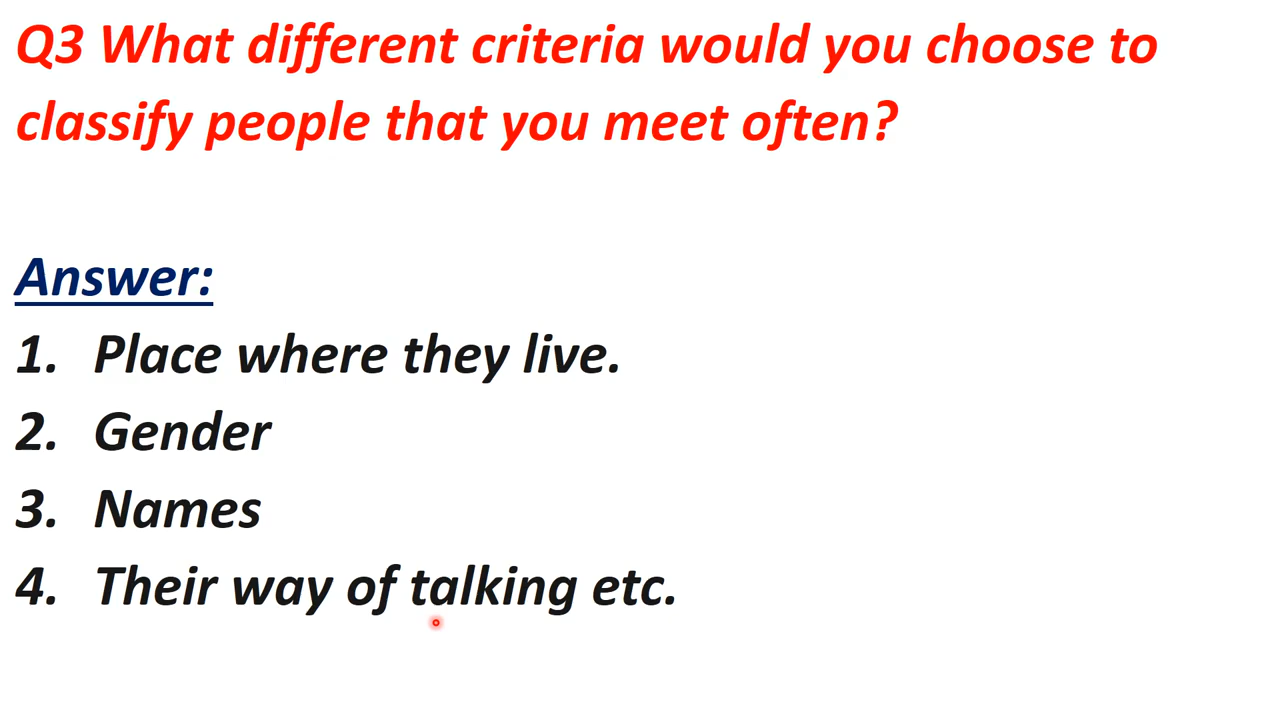 Q3 What different criteria would you choose to
classify people that you meet often?
Answer:
1. Place where they live.
2. Gender
3. Names
4. Their way of talking etc.